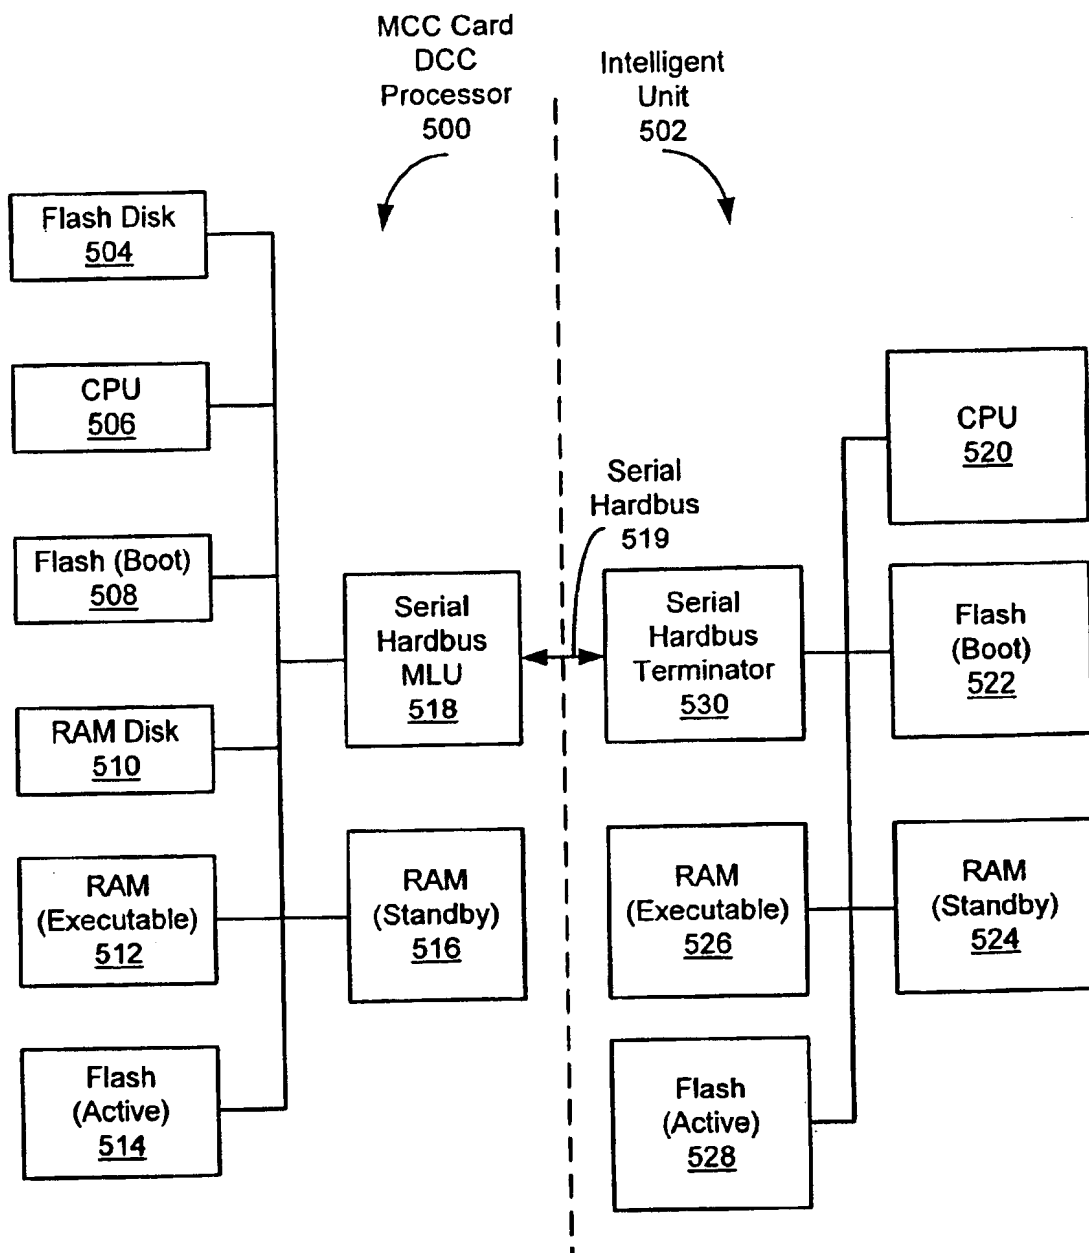 MCC Card
DCC
Processor
500
Intelligent
Unit
502
Flash Disk
504
CPU
506
Flash (Boot)
508
RAM Disk
510
RAM
(Executable)
512
Flash
(Active)
514
Serial
Hardbus
MLU
518
RAM
(Standby)
516
Serial
Hardbus
519
Serial
Hardbus
Terminator
530
RAM
(Executable)
526
Flash
(Active)
528
CPU
520
Flash
(Boot)
522
RAM
(Standby)
524